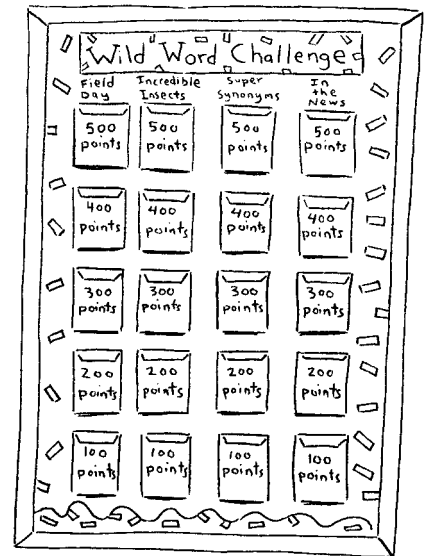 Wild Word Challenge
Field Day
Incredible Insects
Super Synonyms
In the News
500 points
500 points
500 points
500 points
400 points
400 points
400 points
400 points
300 points
300 points
300 points
300 points
200 points
200 points
200 points
200 points
100 points
100 points
100 points
100 points